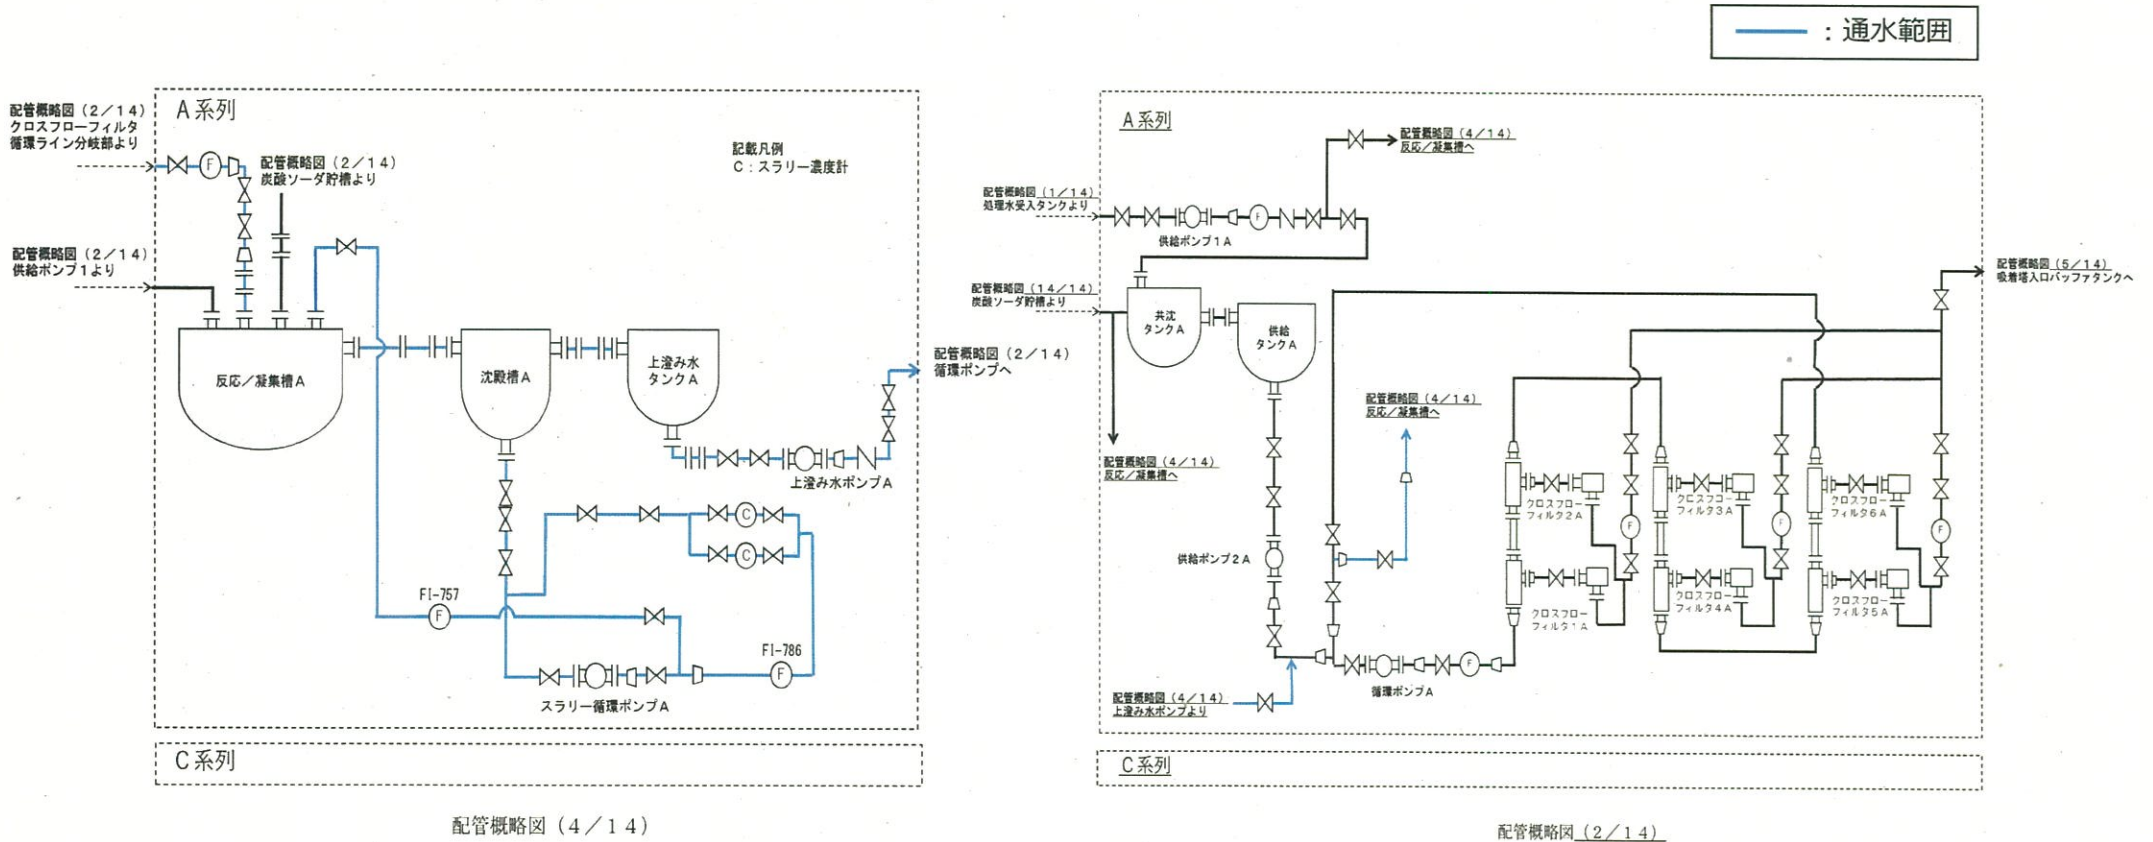 ：通水範囲
A系列
配管概略図（２／１４）
クロスフローフィルタ
循環ライン分岐部より
F
配管概略図（２／１４）
炭酸ソーダ貯槽より
記載凡例
C：スラリー濃度計
配管概略図（２／１４）
供給ポンプ１より
反応／凝集槽A
沈殿槽A
上澄み水
タンクA
配管概略図（２／１４）
循環ポンプへ
上澄み水ポンプA
C
C
FI-757
F
FI-786
F
スラリー循環ポンプA
C系列
配管概略図（４／１４）
A系列
配管概略図（４／１４）
反応／凝集槽へ
配管概略図（１／１４）
処理水受入タンクより
F
供給ポンプ１A
配管概略図（１４／１４）
炭酸ソーダ貯槽より
共沈
タンクA
供給
タンクA
配管概略図（５／１４）
吸着塔入口バッファタンクへ
配管概略図（４／１４）
反応／凝集槽へ
配管概略図（４／１４）
反応／凝集槽へ
クロスフロー
フィルタ２A
クロスフロー
フィルタ３A
クロスフロー
フィルタ６A
F
F
F
供給ポンプ２A
クロスフロー
フィルタ１A
クロスフロー
フィルタ４A
クロスフロー
フィルタ５A
F
循環ポンプA
配管概略図（４／１４）
上澄み水ポンプより
C系列
配管概略図（２／１４）